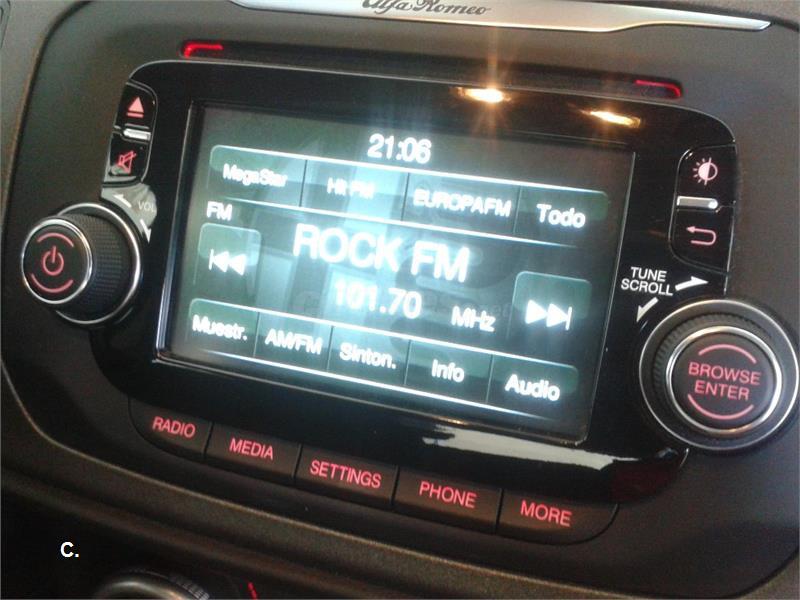 Alfa Romeo
21:06
MegaStar Hit FM EUROPAFM Todo
FM
ROCK FM
101.70 MHz
Muestr. AM/FM Sinton. Info Audio
VOL
TUNE
SCROLL
BROWSE
ENTER
RADIO MEDIA SETTINGS PHONE MORE
C.